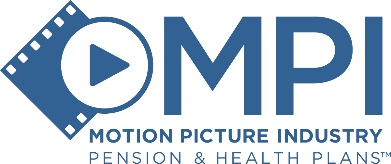 MPI
MOTION PICTURE INDUSTRY
PENSION & HEALTH PLANS™